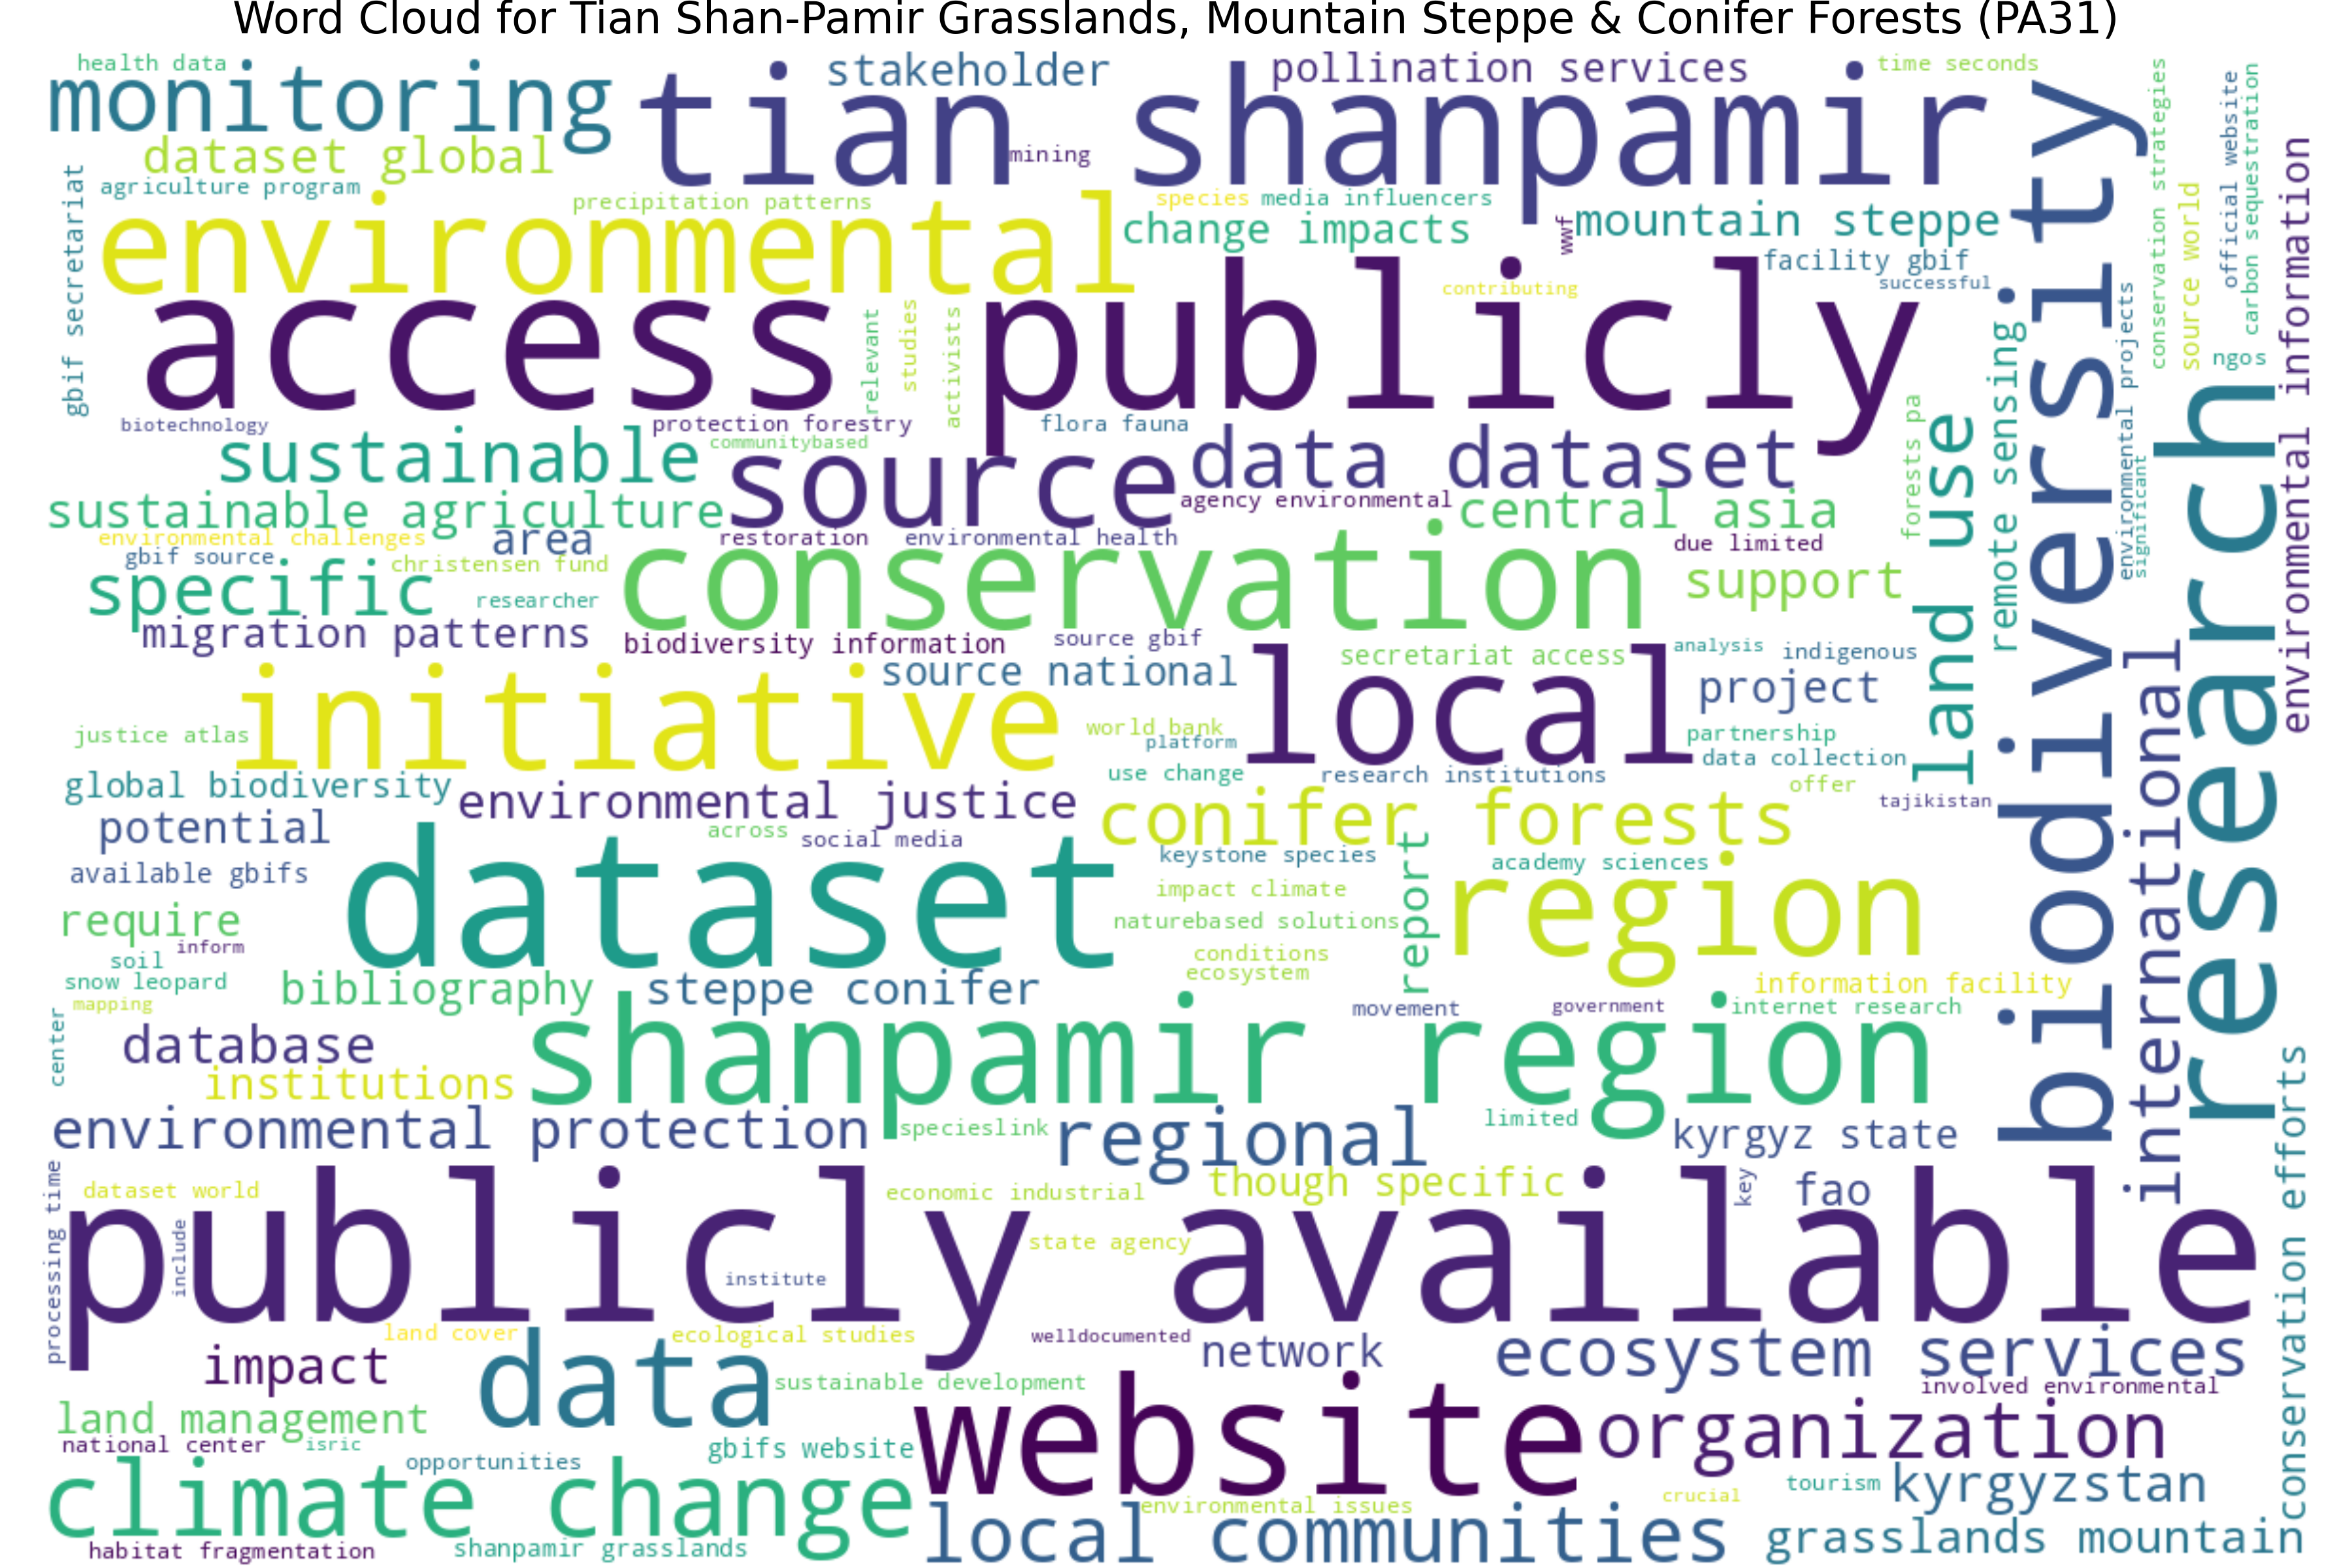 Word Cloud for Tian Shan-Pamir Grasslands, Mountain Steppe & Conifer Forests (PA31)
health data
monitoring
tian shanpamir
stakeholder
pollination services
time seconds
dataset global
mining
agriculture program
precipitation patterns
species
media influencers
environmental
change impacts
wwf
mountain steppe
gbif secretariat
facility gbif
successful
contributing
access publicly
relevant
studies
activists
biodiversity
conservation strategies
source world
official website
carbon sequestration
environmental information
ngos
research
environmental projects
significant
remote sensing
land use
forests pa
international
biotechnology
protection forestry
flora fauna
communitybased
sustainable
source
data dataset
sustainable agriculture
agency environmental
central asia
environmental challenges
area
restoration
environmental health
due limited
gbif source
christensen fund
conservation
specific
researcher
support
migration patterns
biodiversity information
source gbif
analysis
indigenous
secretariat access
source national
initiative
local
project
justice atlas
world bank
platform
partnership
data collection
use change
research institutions
offer
global biodiversity
environmental justice
conifer forests
tajikistan
potential
across
social media
report
available gbifs
keystone species
academy sciences
dataset
impact climate
region
require
naturebased solutions
inform
soil
conditions
ecosystem
snow leopard
mapping
bibliography
steppe conifer
information facility
center
movement
government
internet research
database
shanpamir region
institutions
environmental protection
specieslink
regional
limited
kyrgyz state
processing time
dataset world
economic industrial
though specific
key
fao
include
publicly available
state agency
institute
conservation efforts
land cover
ecological studies
welldocumented
network
ecosystem services
impact
data
sustainable development
involved environmental
land management
website
organization
national center
isric
opportunities
gbifs website
climate change
tourism
kyrgyzstan
crucial
environmental issues
local communities
grasslands mountain
habitat fragmentation
shanpamir grasslands